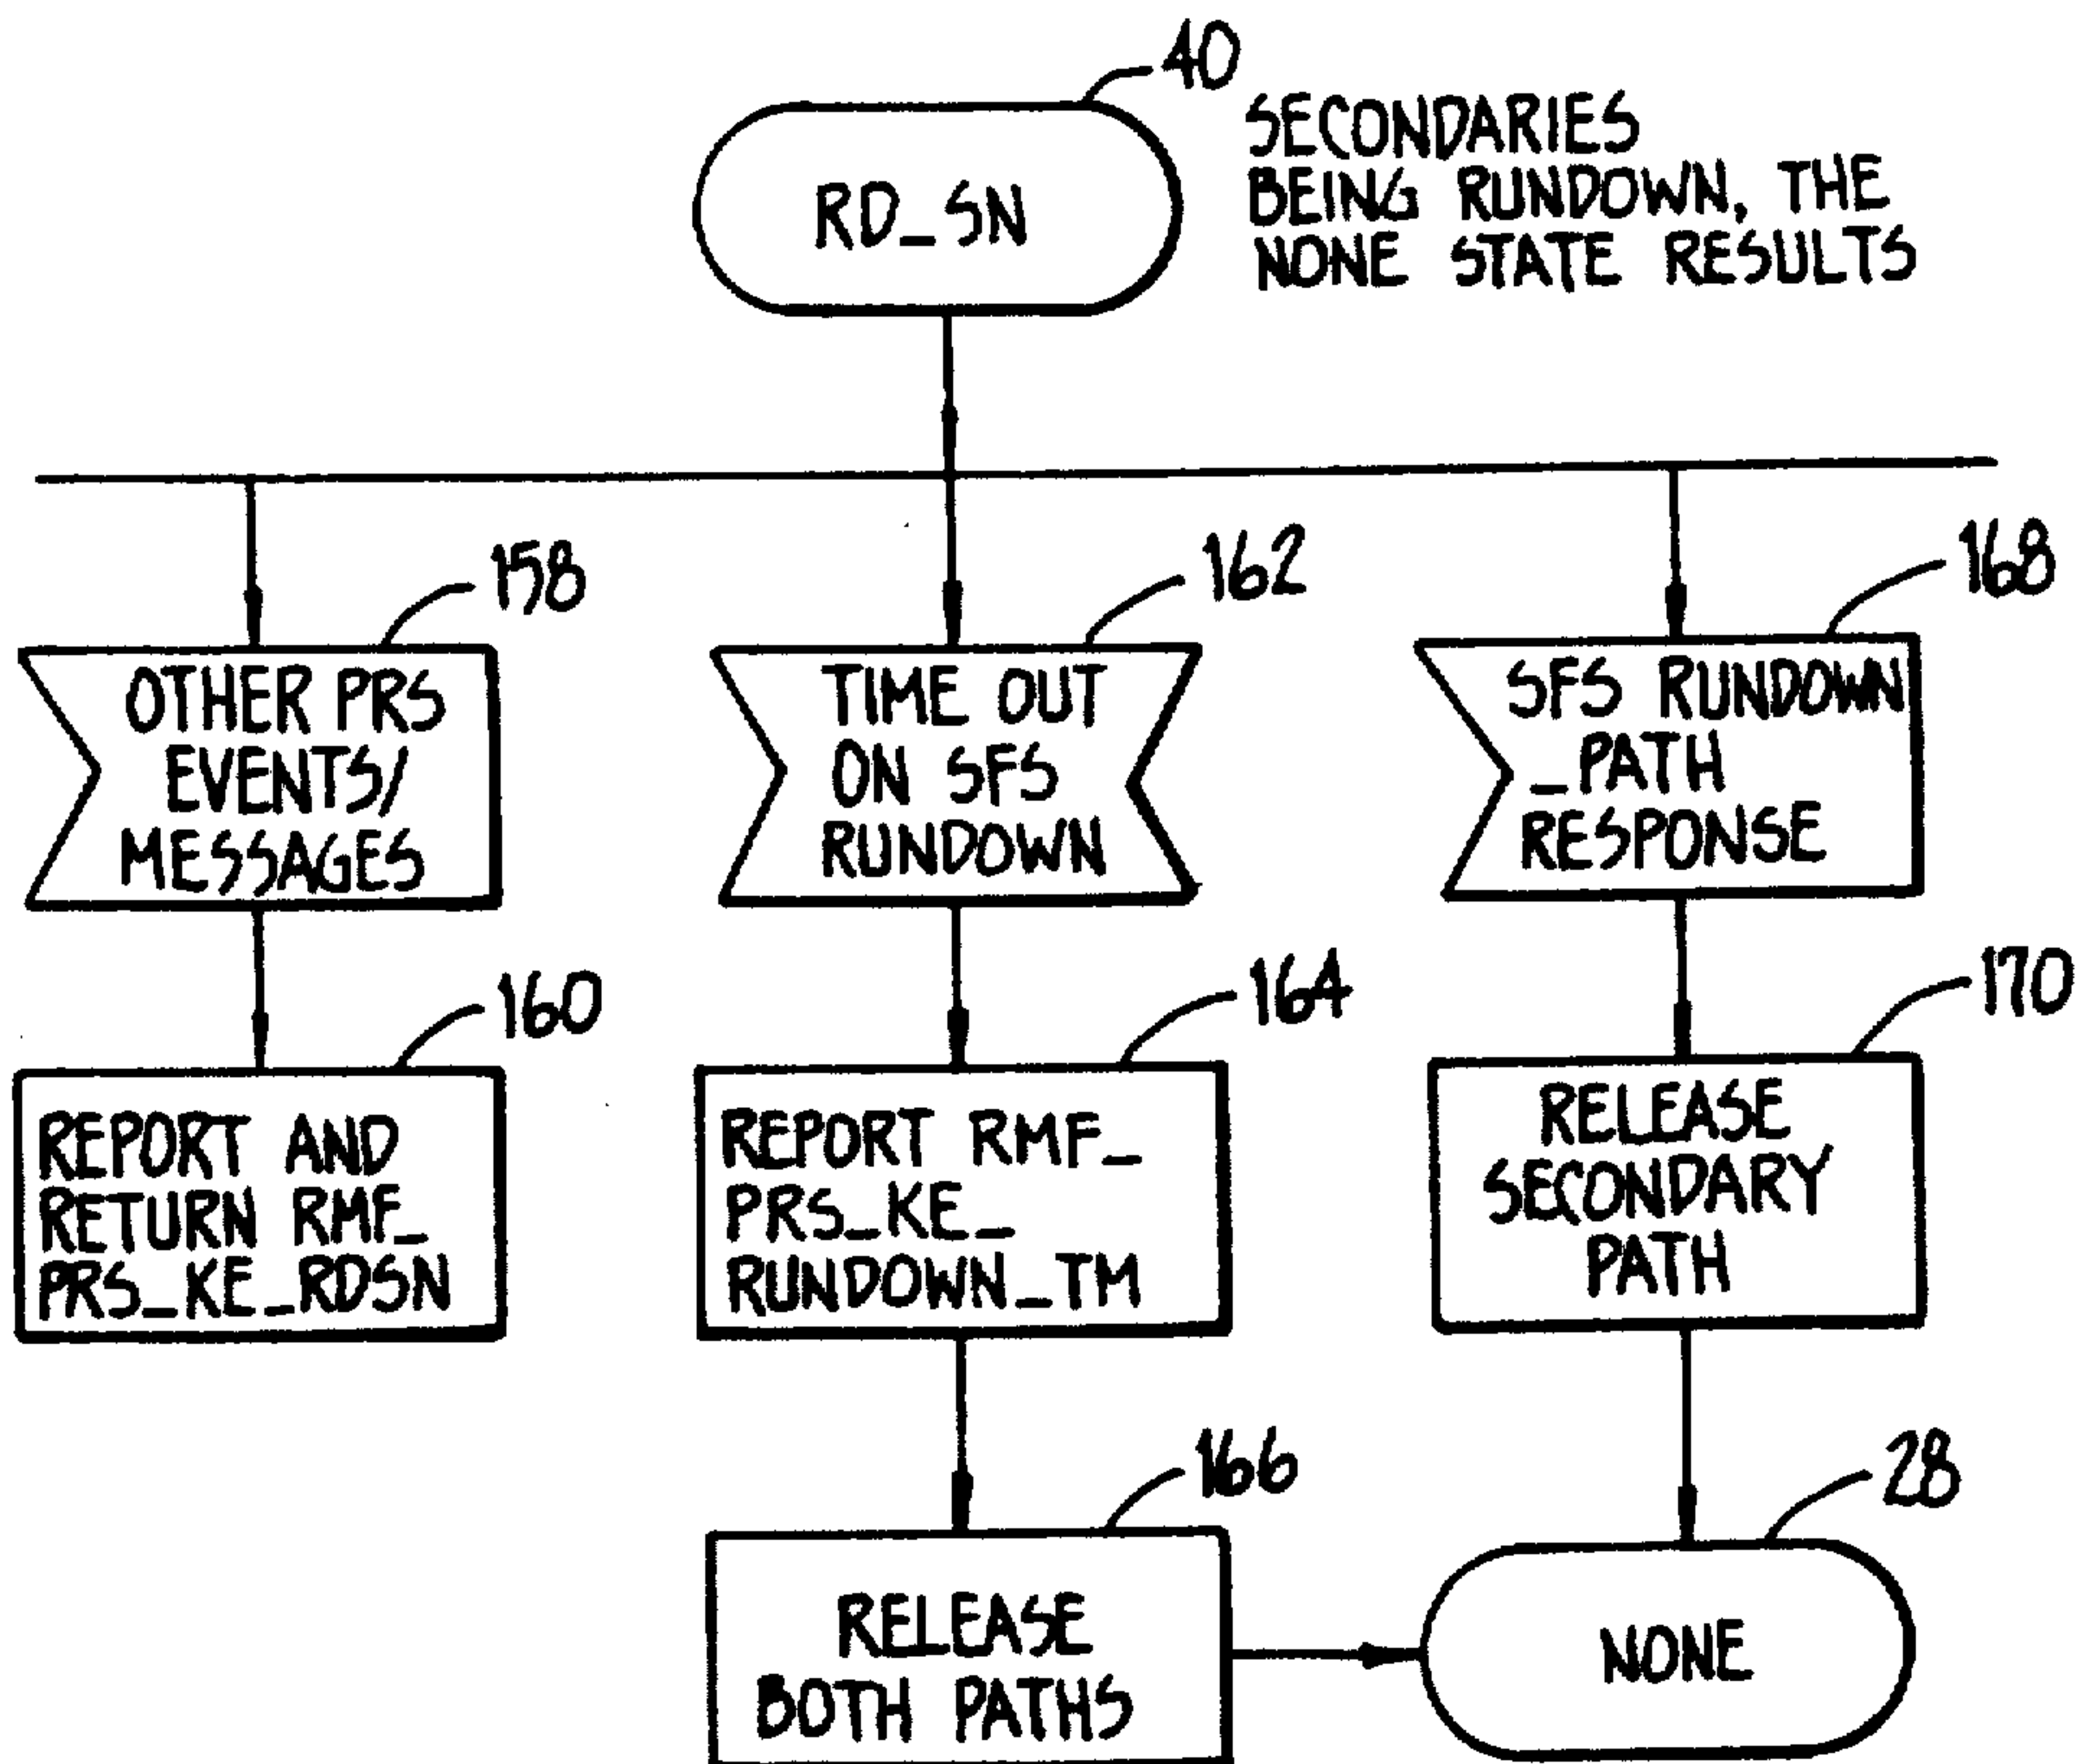 40
SECONDARIES
BEING RUNDOWN, THE
NONE STATE RESULTS
RD_SN
158
162
168
OTHER PRS
EVENTS/
MESSAGES
TIME OUT
ON SFS
RUNDOWN
SFS RUNDOWN
_PATH
RESPONSE
160
164
170
REPORT AND
RETURN RMF_
PRS_KE_RDSN
REPORT RMF_
PRS_KE_
RUNDOWN_TM
RELEASE
SECONDARY
PATH
166
28
RELEASE
BOTH PATHS
NONE